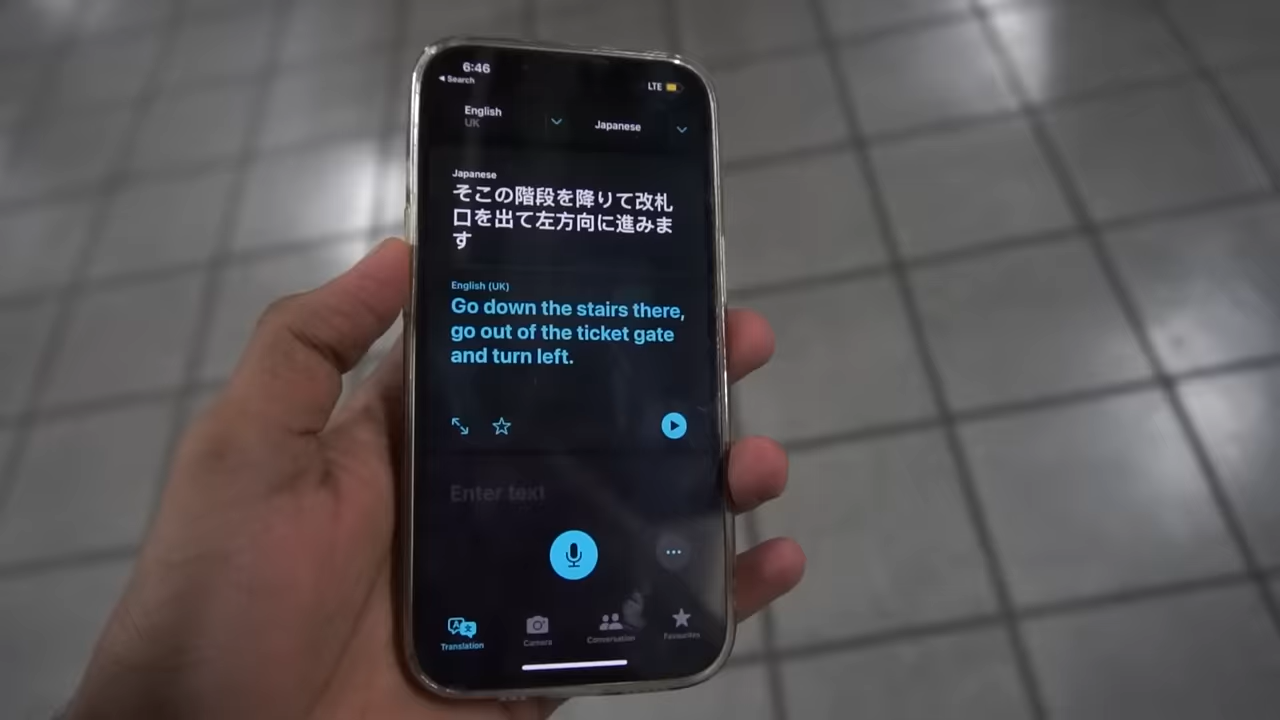 6:46
◀ Search
LTE
English
UK
Japanese
Japanese
そこの階段を降りて改札
口を出て左方向に進みま
す
English (UK)
Go down the stairs there,
go out of the ticket gate
and turn left.
Enter text
Translation
Camera
Conversation
Favourites